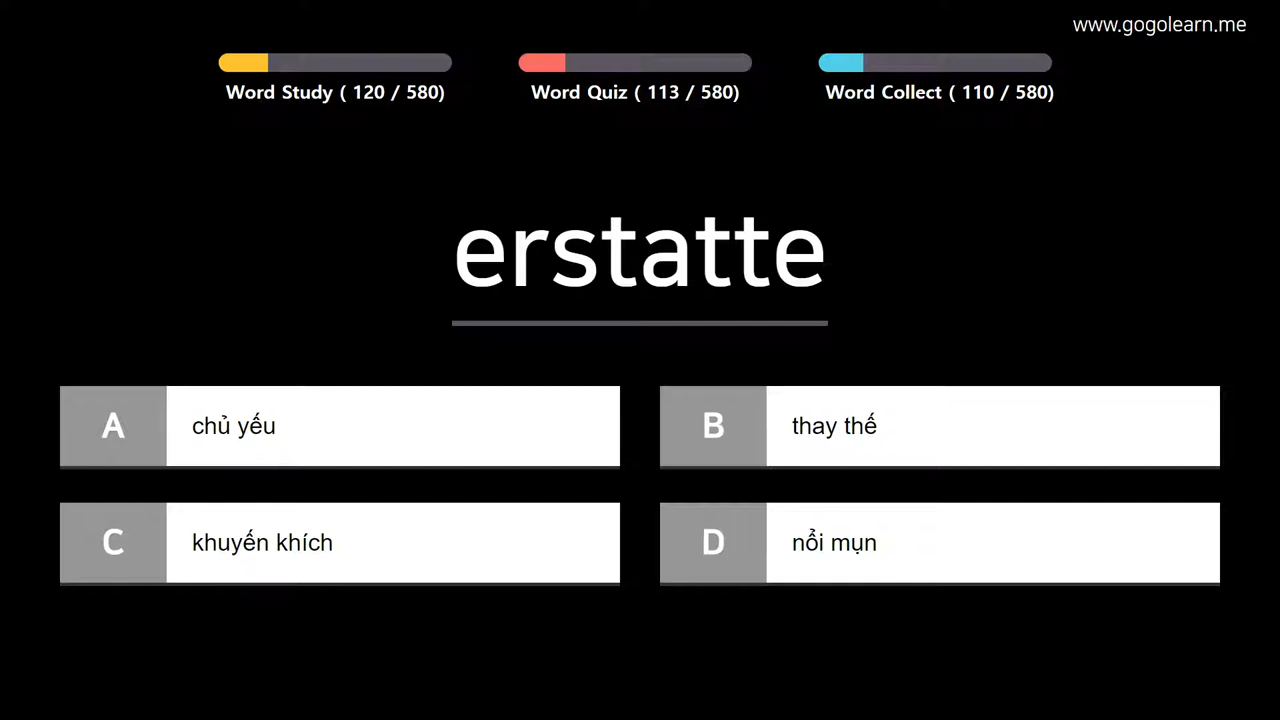 www.gogolearn.me
Word Study ( 120 / 580)
Word Quiz ( 113 / 580)
Word Collect ( 110 / 580)
erstatte
A chủ yếu
B thay thế
C khuyến khích
D nổi mụn